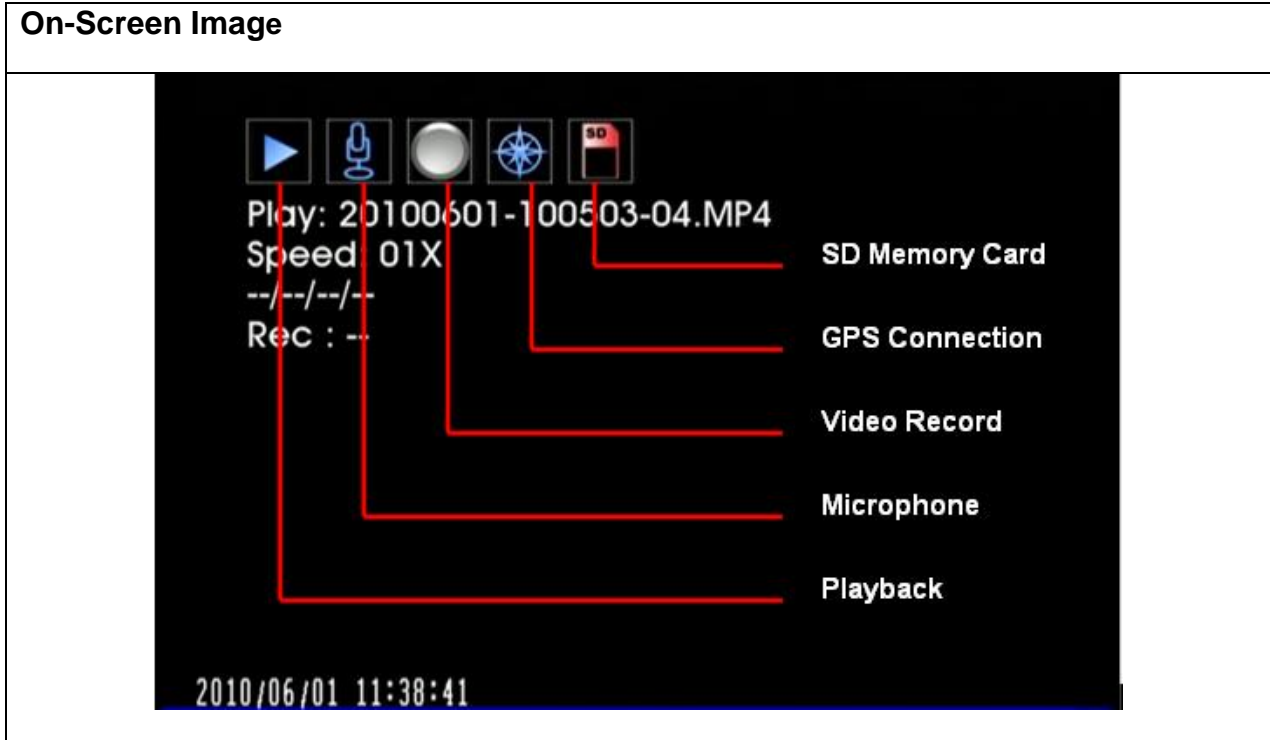 On-Screen Image
SD
Play: 20100601-100503-04.MP4
Speed: 01X
--/--/--/--
Rec : --
SD Memory Card
GPS Connection
Video Record
Microphone
Playback
2010/06/01 11:38:41